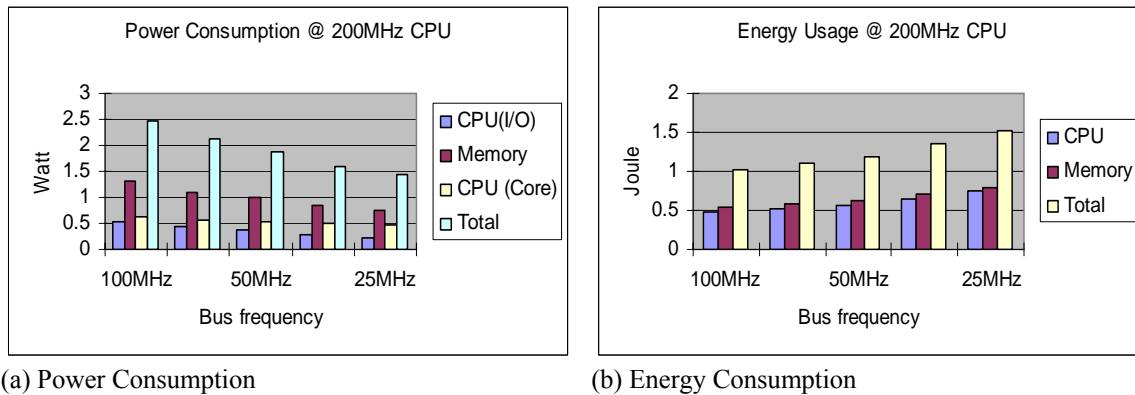 Power Consumption @ 200MHz CPU
3
2.5
2
1.5
1
0.5
0
Watt
100MHz
50MHz
25MHz
Bus frequency
CPU(I/O)
Memory
CPU (Core)
Total
(a) Power Consumption
Energy Usage @ 200MHz CPU
2
1.5
1
0.5
0
Joule
100MHz
50MHz
25MHz
Bus frequency
CPU
Memory
Total
(b) Energy Consumption